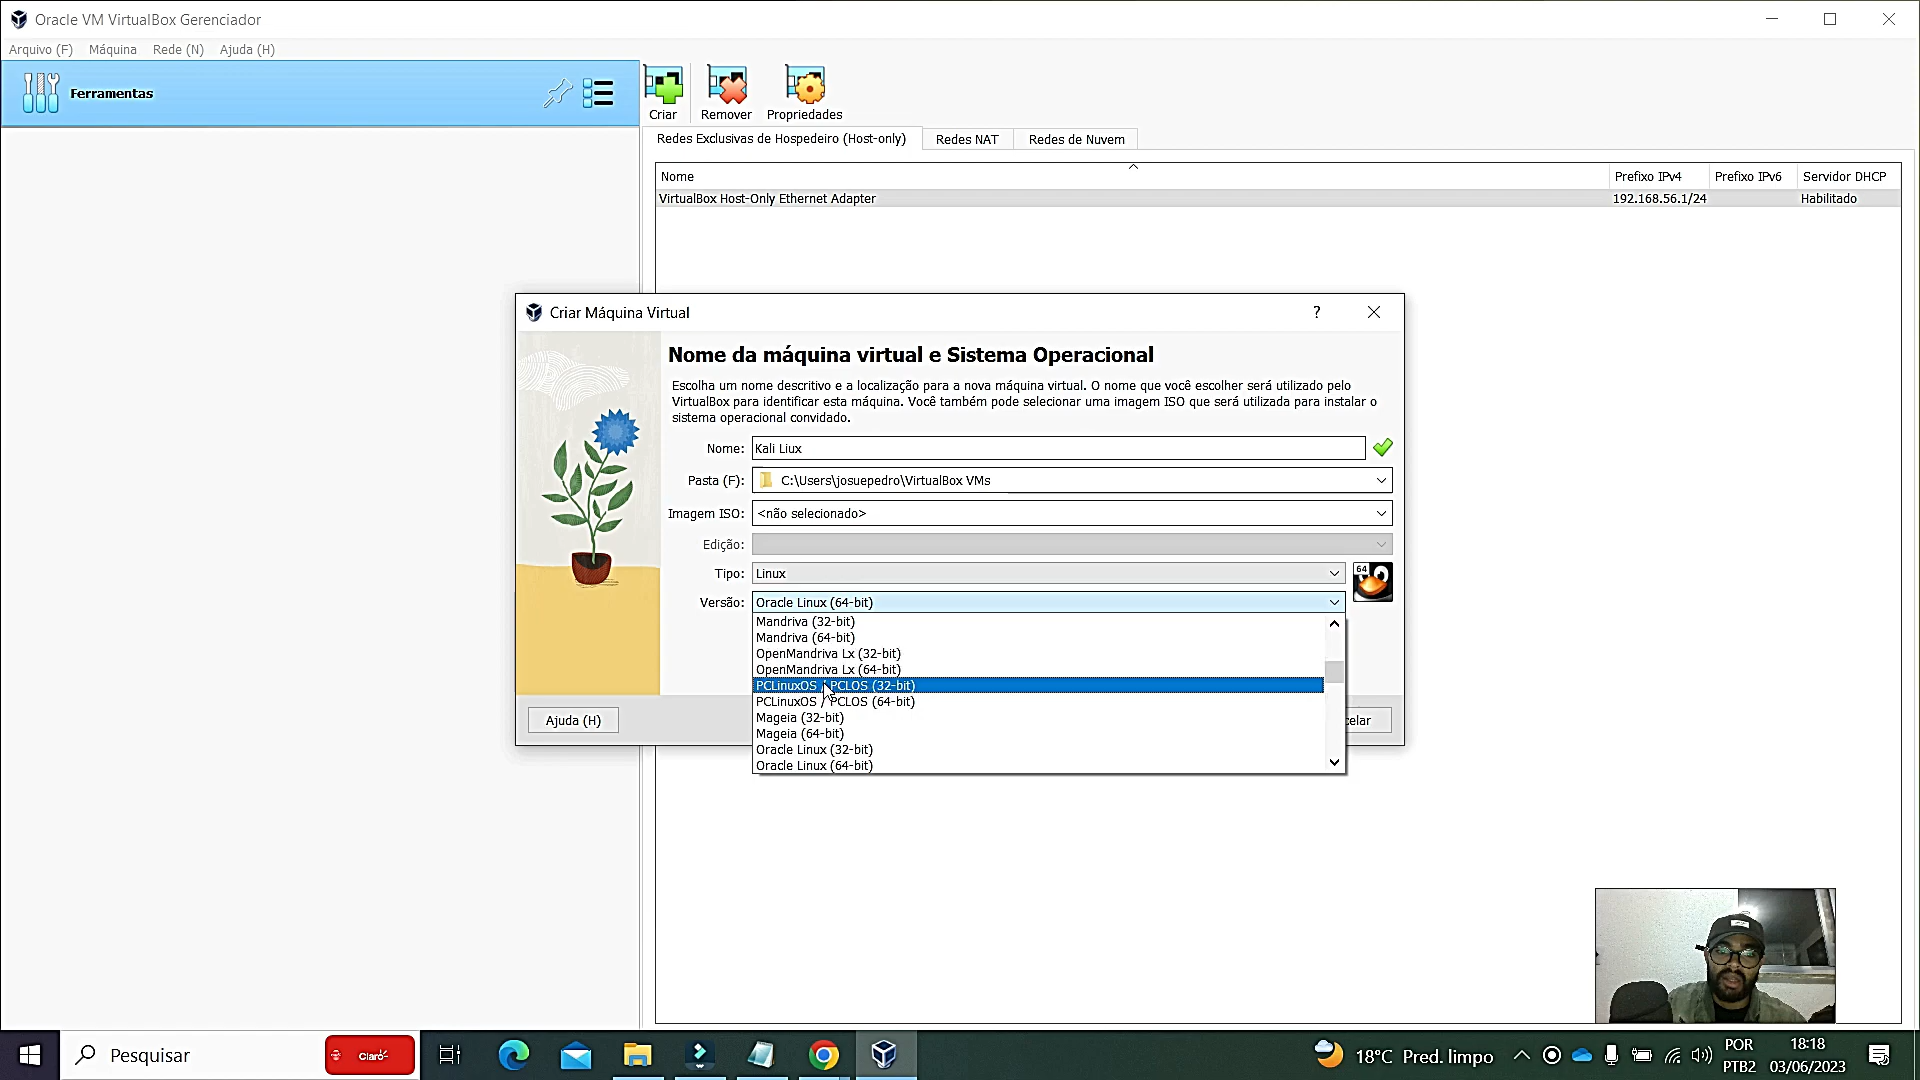 Oracle VM VirtualBox Gerenciador
Arquivo (F) Máquina Rede (N) Ajuda (H)
Ferramentas
Criar Remover Propriedades
Redes Exclusivas de Hospedeiro (Host-only) Redes NAT Redes de Nuvem
Nome Prefixo IPv4 Prefixo IPv6 Servidor DHCP
VirtualBox Host-Only Ethernet Adapter 192.168.56.1/24 Habilitado
Criar Máquina Virtual ?
Nome da máquina virtual e Sistema Operacional
Escolha um nome descritivo e a localização para a nova máquina virtual. O nome que você escolher será utilizado pelo
VirtualBox para identificar esta máquina. Você também pode selecionar uma imagem ISO que será utilizada para instalar o
sistema operacional convidado.
Nome: Kali Liux
Pasta (F): C:\Users\josuepedro\VirtualBox VMs
Imagem ISO: <não selecionado>
Edição:
Tipo: Linux
64
Versão: Oracle Linux (64-bit)
Mandriva (32-bit)
Mandriva (64-bit)
OpenMandriva Lx (32-bit)
OpenMandriva Lx (64-bit)
PCLinuxOS / PCLOS (32-bit)
PCLinuxOS / PCLOS (64-bit)
Mageia (32-bit)
Mageia (64-bit)
Oracle Linux (32-bit)
Oracle Linux (64-bit)
Ajuda (H) celar
Pesquisar
Claro
18°C Pred. limpo
POR
PTB2
18:18
03/06/2023